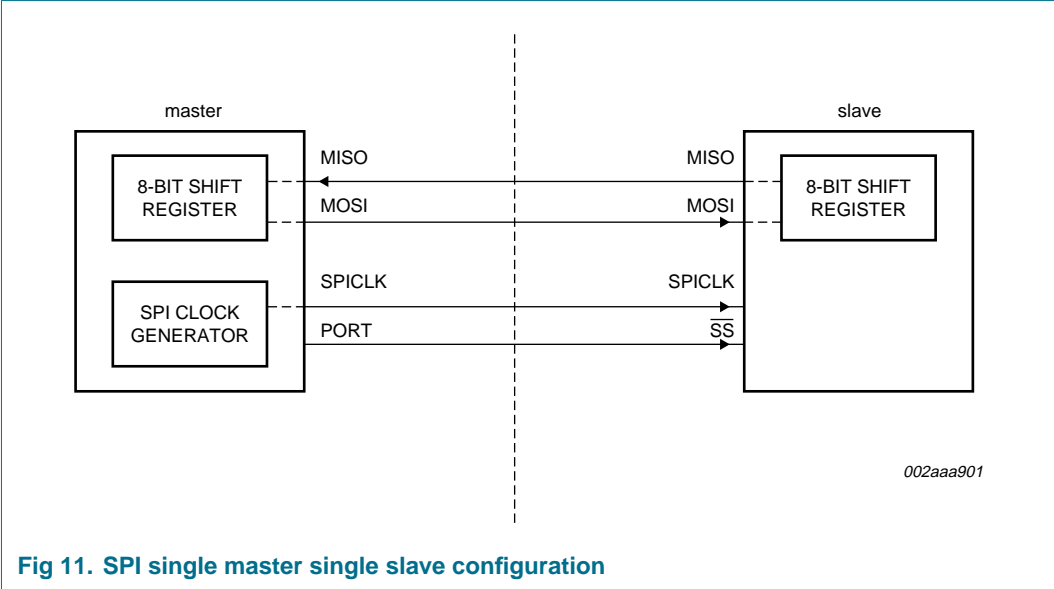 master
slave
8-BIT SHIFT
REGISTER
MISO
MISO
8-BIT SHIFT
REGISTER
MOSI
MOSI
SPI CLOCK
GENERATOR
SPICLK
SPICLK
PORT
S̅S̅
002aaa901
Fig 11. SPI single master single slave configuration